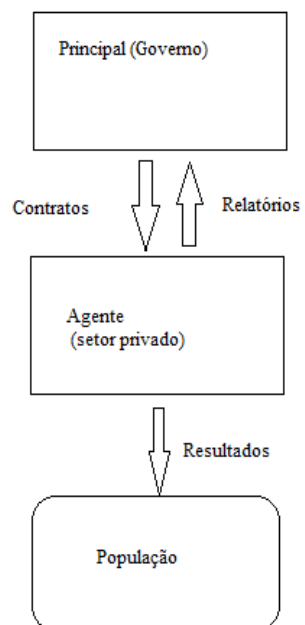 Principal (Governo)
Contratos
Relatórios
Agente
(setor privado)
Resultados
População